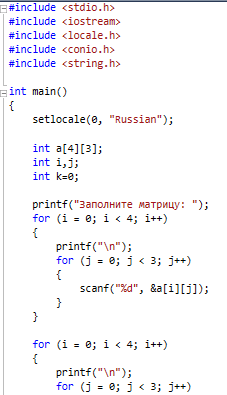 #include <stdio.h>
#include <iostream>
#include <locale.h>
#include <conio.h>
#include <string.h>
int main()
{
setlocale(0, "Russian");
int a[4][3];
int i,j;
int k=0;
printf("Заполните матрицу: ");
for (i = 0; i < 4; i++)
{
printf("\n");
for (j = 0; j < 3; j++)
{
scanf("%d", &a[i][j]);
}
}
for (i = 0; i < 4; i++)
{
printf("\n");
for (j = 0; j < 3; j++)